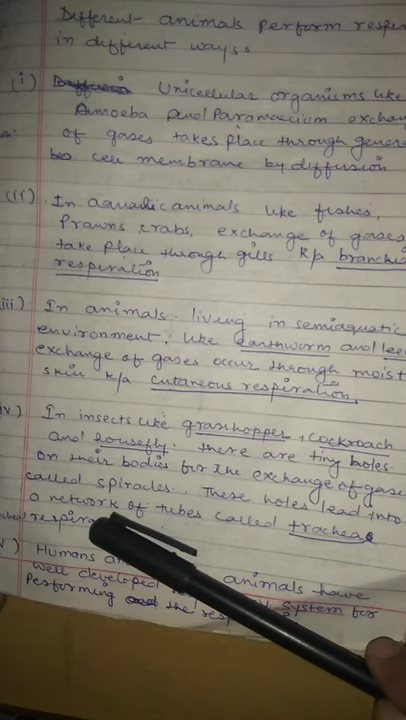 Different animals perform respir
in different ways.
(i) Unicellular organisms like
Amoeba and Paramaecium exchan
of gases takes place through gener
cell membrane by diffusion
(ii) In aquatic animals like fishes,
Prawns crabs, exchange of gases
take place through gills k/a branchia
respiration
iii) In animals living in semiaquatic
environment, like earthworm and lee
exchange of gases occur through moist
skin k/a cutaneous respiration,
iv) In insects like grasshopper, cockroach
and housefly. there are tiny holes
on their bodies for the exchange of gase
called spiracles. These holes lead into
a network of tubes called tracheae
respira
v) Humans an animals have
well developed system for
Performing the resp